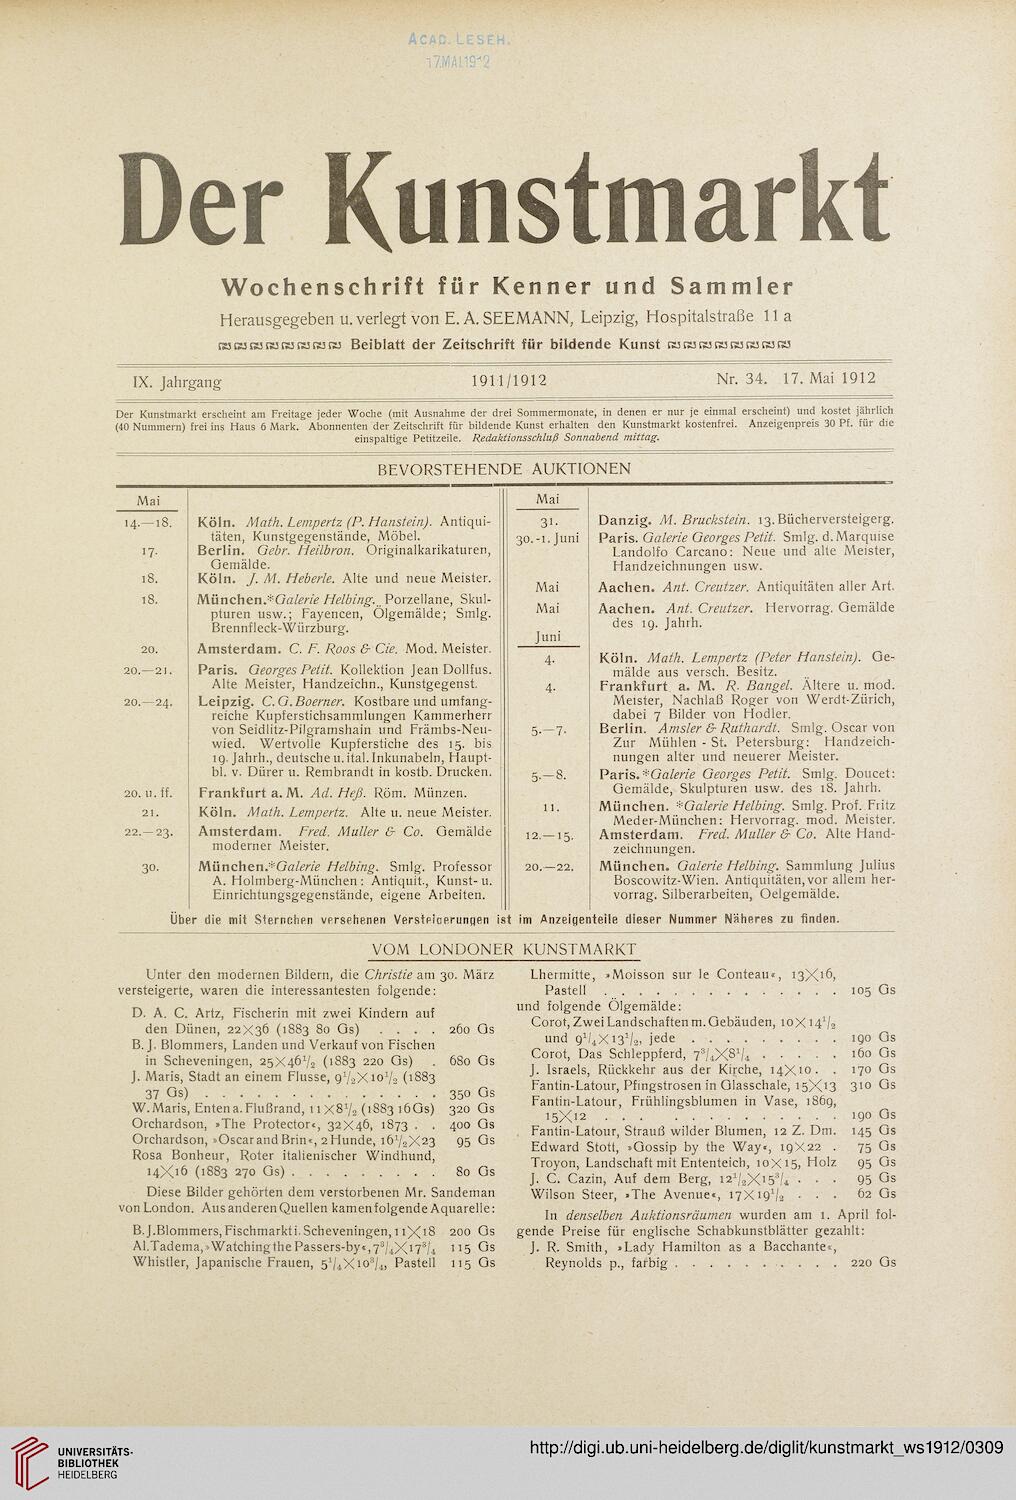 ACAD. LESEH.
17.MAI.1912
Der Kunstmarkt
Wochenschrift für Kenner und Sammler
Herausgegeben u. verlegt von E. A. SEEMANN, Leipzig, Hospitalstraße 11 a
Beiblatt der Zeitschrift für bildende Kunst
IX. Jahrgang 1911/1912 Nr. 34. 17. Mai 1912
Der Kunstmarkt erscheint am Freitage jeder Woche (mit Ausnahme der drei Sommermonate, in denen er nur je einmal erscheint) und kostet jährlich
(40 Nummern) frei ins Haus 6 Mark. Abonnenten der Zeitschrift für bildende Kunst erhalten den Kunstmarkt kostenfrei. Anzeigenpreis 30 Pf. für die
einspaltige Petitzeile. Redaktionsschluß Sonnabend mittag.
BEVORSTEHENDE AUKTIONEN
Mai
14.—18. Köln. Math. Lempertz (P. Hanstein). Antiqui-
täten, Kunstgegenstände, Möbel.
17. Berlin. Gebr. Heilbron. Originalkarikaturen,
Gemälde.
18. Köln. J. M. Heberle. Alte und neue Meister.
18. München.*Galerie Helbing. Porzellane, Skul-
pturen usw.; Fayencen, Ölgemälde; Smlg.
Brennfleck-Würzburg.
20. Amsterdam. C. F. Roos & Cie. Mod. Meister.
20.—21. Paris. Georges Petit. Kollektion Jean Dollfus.
Alte Meister, Handzeichn., Kunstgegenst.
20.—24. Leipzig. C. G. Boerner. Kostbare und umfang-
reiche Kupferstichsammlungen Kammerherr
von Seidlitz-Pilgramshain und Främbs-Neu-
wied. Wertvolle Kupferstiche des 15. bis
19. Jahrh., deutsche u. ital. Inkunabeln, Haupt-
bl. v. Dürer u. Rembrandt in kostb. Drucken.
20. u. ff. Frankfurt a. M. Ad. Heß. Röm. Münzen.
21. Köln. Math. Lempertz. Alte u. neue Meister.
22.—23. Amsterdam. Fred. Muller & Co. Gemälde
moderner Meister.
30. München.*Galerie Helbing. Smlg. Professor
A. Holmberg-München: Antiquit., Kunst- u.
Einrichtungsgegenstände, eigene Arbeiten.
Mai
31. Danzig. M. Bruckstein. 13. Bücherversteigerg.
30.-1. Juni Paris. Galerie Georges Petit. Smlg. d. Marquise
Landolfo Carcano: Neue und alte Meister,
Handzeichnungen usw.
Mai Aachen. Ant. Creutzer. Antiquitäten aller Art.
Mai Aachen. Ant. Creutzer. Hervorrag. Gemälde
des 19. Jahrh.
Juni
4. Köln. Math. Lempertz (Peter Hanstein). Ge-
mälde aus versch. Besitz.
4. Frankfurt a. M. R. Bangel. Ältere u. mod.
Meister, Nachlaß Roger von Werdt-Zürich,
dabei 7 Bilder von Hodler.
5.—7. Berlin. Amsler & Ruthardt. Smlg. Oscar von
Zur Mühlen - St. Petersburg: Handzeich-
nungen alter und neuerer Meister.
5.—8. Paris.*Galerie Georges Petit. Smlg. Doucet:
Gemälde, Skulpturen usw. des 18. Jahrh.
11. München. *Galerie Helbing. Smlg. Prof. Fritz
Meder-München: Hervorrag. mod. Meister.
12.—15. Amsterdam. Fred. Muller & Co. Alte Hand-
zeichnungen.
20.—22. München. Galerie Helbing. Sammlung Julius
Boscowitz-Wien. Antiquitäten, vor allem her-
vorrag. Silberarbeiten, Oelgemälde.
Über die mit Sternchen versehenen Versteigerungen ist im Anzeigenteile dieser Nummer Näheres zu finden.
VOM LONDONER KUNSTMARKT
Unter den modernen Bildern, die Christie am 30. März
versteigerte, waren die interessantesten folgende:
D. A. C. Artz, Fischerin mit zwei Kindern auf
den Dünen, 22×36 (1883 80 Gs) . . . . 260 Gs
B. J. Blommers, Landen und Verkauf von Fischen
in Scheveningen, 25×46½ (1883 220 Gs) . 680 Gs
J. Maris, Stadt an einem Flusse, 9½×10½ (1883
37 Gs) . . . . . . . . . . . . . . 350 Gs
W. Maris, Enten a. Flußrand, 11×8½ (1883 16 Gs) 320 Gs
Orchardson, »The Protector«, 32×46, 1873 . . 400 Gs
Orchardson, »Oscar and Brin«, 2 Hunde, 16½×23 95 Gs
Rosa Bonheur, Roter italienischer Windhund,
14×16 (1883 270 Gs) . . . . . . . . . 80 Gs
Diese Bilder gehörten dem verstorbenen Mr. Sandeman
von London. Aus anderen Quellen kamen folgende Aquarelle:
B. J. Blommers, Fischmarkt i. Scheveningen, 11×18 200 Gs
Al. Tadema, »Watching the Passers-by«, 7¾×17¾ 115 Gs
Whistler, Japanische Frauen, 5¼×10¾, Pastell 115 Gs
Lhermitte, »Moisson sur le Conteau«, 13×16,
Pastell . . . . . . . . . . . . . . 105 Gs
und folgende Ölgemälde:
Corot, Zwei Landschaften m. Gebäuden, 10×14½
und 9¼×13½, jede . . . . . . . . . 190 Gs
Corot, Das Schleppferd, 7¾×8¼ . . . . . 160 Gs
J. Israels, Rückkehr aus der Kirche, 14×10. . 170 Gs
Fantin-Latour, Pfingstrosen in Glasschale, 15×13 310 Gs
Fantin-Latour, Frühlingsblumen in Vase, 1869,
15×12 . . . . . . . . . . . . . . 190 Gs
Fantin-Latour, Strauß wilder Blumen, 12 Z. Dm. 145 Gs
Edward Stott, »Gossip by the Way«, 19×22 . 75 Gs
Troyon, Landschaft mit Ententeich, 10×15, Holz 95 Gs
J. C. Cazin, Auf dem Berg, 12½×15¾ . . . 95 Gs
Wilson Steer, »The Avenue«, 17×19½ . . . 62 Gs
In denselben Auktionsräumen wurden am 1. April fol-
gende Preise für englische Schabkunstblätter gezahlt:
J. R. Smith, »Lady Hamilton as a Bacchante«,
Reynolds p., farbig . . . . . . . . . . 220 Gs
UNIVERSITÄTS-
BIBLIOTHEK
HEIDELBERG
http://digi.ub.uni-heidelberg.de/diglit/kunstmarkt_ws1912/0309